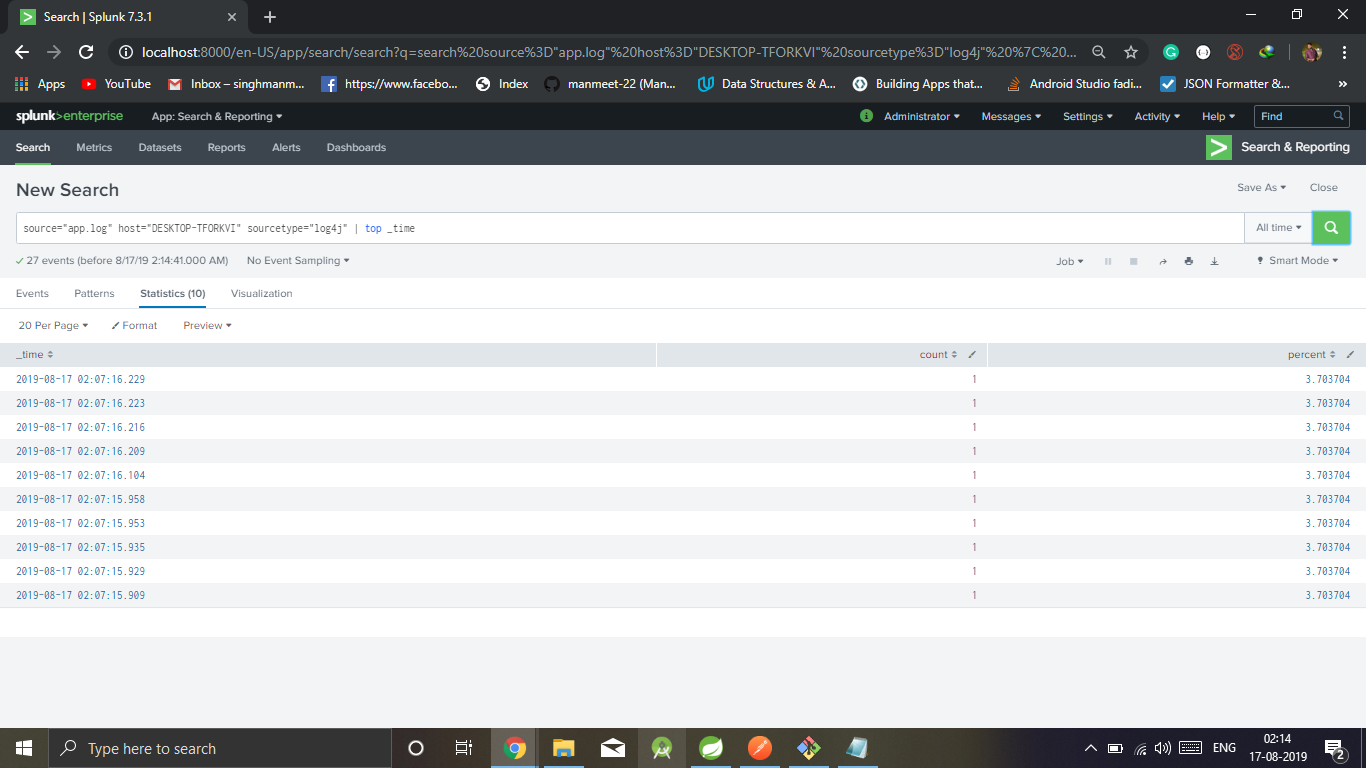 Search | Splunk 7.3.1
localhost:8000/en-US/app/search/search?q=search%20source%3D"app.log"%20host%3D"DESKTOP-TFORKVI"%20sourcetype%3D"log4j"%20%7C%20...
Apps YouTube Inbox – singhmanm... https://www.facebo... Index manmeet-22 (Man... Data Structures & A... Building Apps that... Android Studio fadi... JSON Formatter &... »
splunk>enterprise App: Search & Reporting Administrator Messages Settings Activity Help Find
Search Metrics Datasets Reports Alerts Dashboards Search & Reporting
New Search Save As Close
source="app.log" host="DESKTOP-TFORKVI" sourcetype="log4j" | top _time All time
27 events (before 8/17/19 2:14:41.000 AM) No Event Sampling Job Smart Mode
Events Patterns Statistics (10) Visualization
20 Per Page Format Preview
_time count percent
2019-08-17 02:07:16.229 1 3.703704
2019-08-17 02:07:16.223 1 3.703704
2019-08-17 02:07:16.216 1 3.703704
2019-08-17 02:07:16.209 1 3.703704
2019-08-17 02:07:16.104 1 3.703704
2019-08-17 02:07:15.958 1 3.703704
2019-08-17 02:07:15.953 1 3.703704
2019-08-17 02:07:15.935 1 3.703704
2019-08-17 02:07:15.929 1 3.703704
2019-08-17 02:07:15.909 1 3.703704
Type here to search ENG 02:14
17-08-2019 2